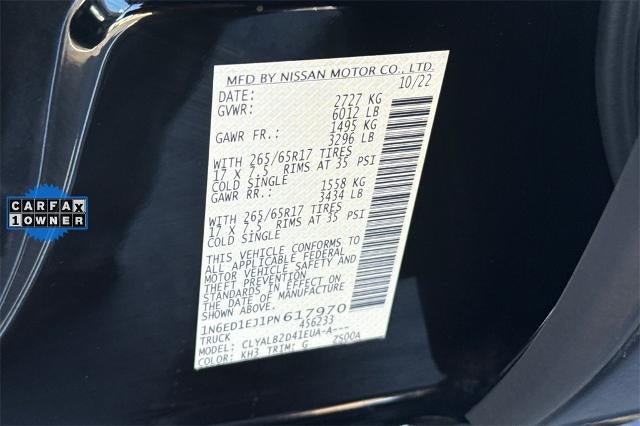 CARFAX
1 OWNER
MFD BY NISSAN MOTOR CO., LTD.
DATE: 10/22
GVWR: 2727 KG
6012 LB
GAWR FR.: 1495 KG
3296 LB
WITH 265/65R17 TIRES
17 X 7.5 RIMS AT 35 PSI
COLD SINGLE
GAWR RR.: 1558 KG
3434 LB
WITH 265/65R17 TIRES
17 X 7.5 RIMS AT 35 PSI
COLD SINGLE
THIS VEHICLE CONFORMS TO
ALL APPLICABLE FEDERAL
MOTOR VEHICLE SAFETY AND
THEFT PREVENTION
STANDARDS IN EFFECT ON
THE DATE OF MANUFACTURE
SHOWN ABOVE.
1N6ED1EJ1PN617970
TRUCK 456233
MODEL: CLYALB2D41EUA-A---
COLOR: KH3 TRIM: G 2500A